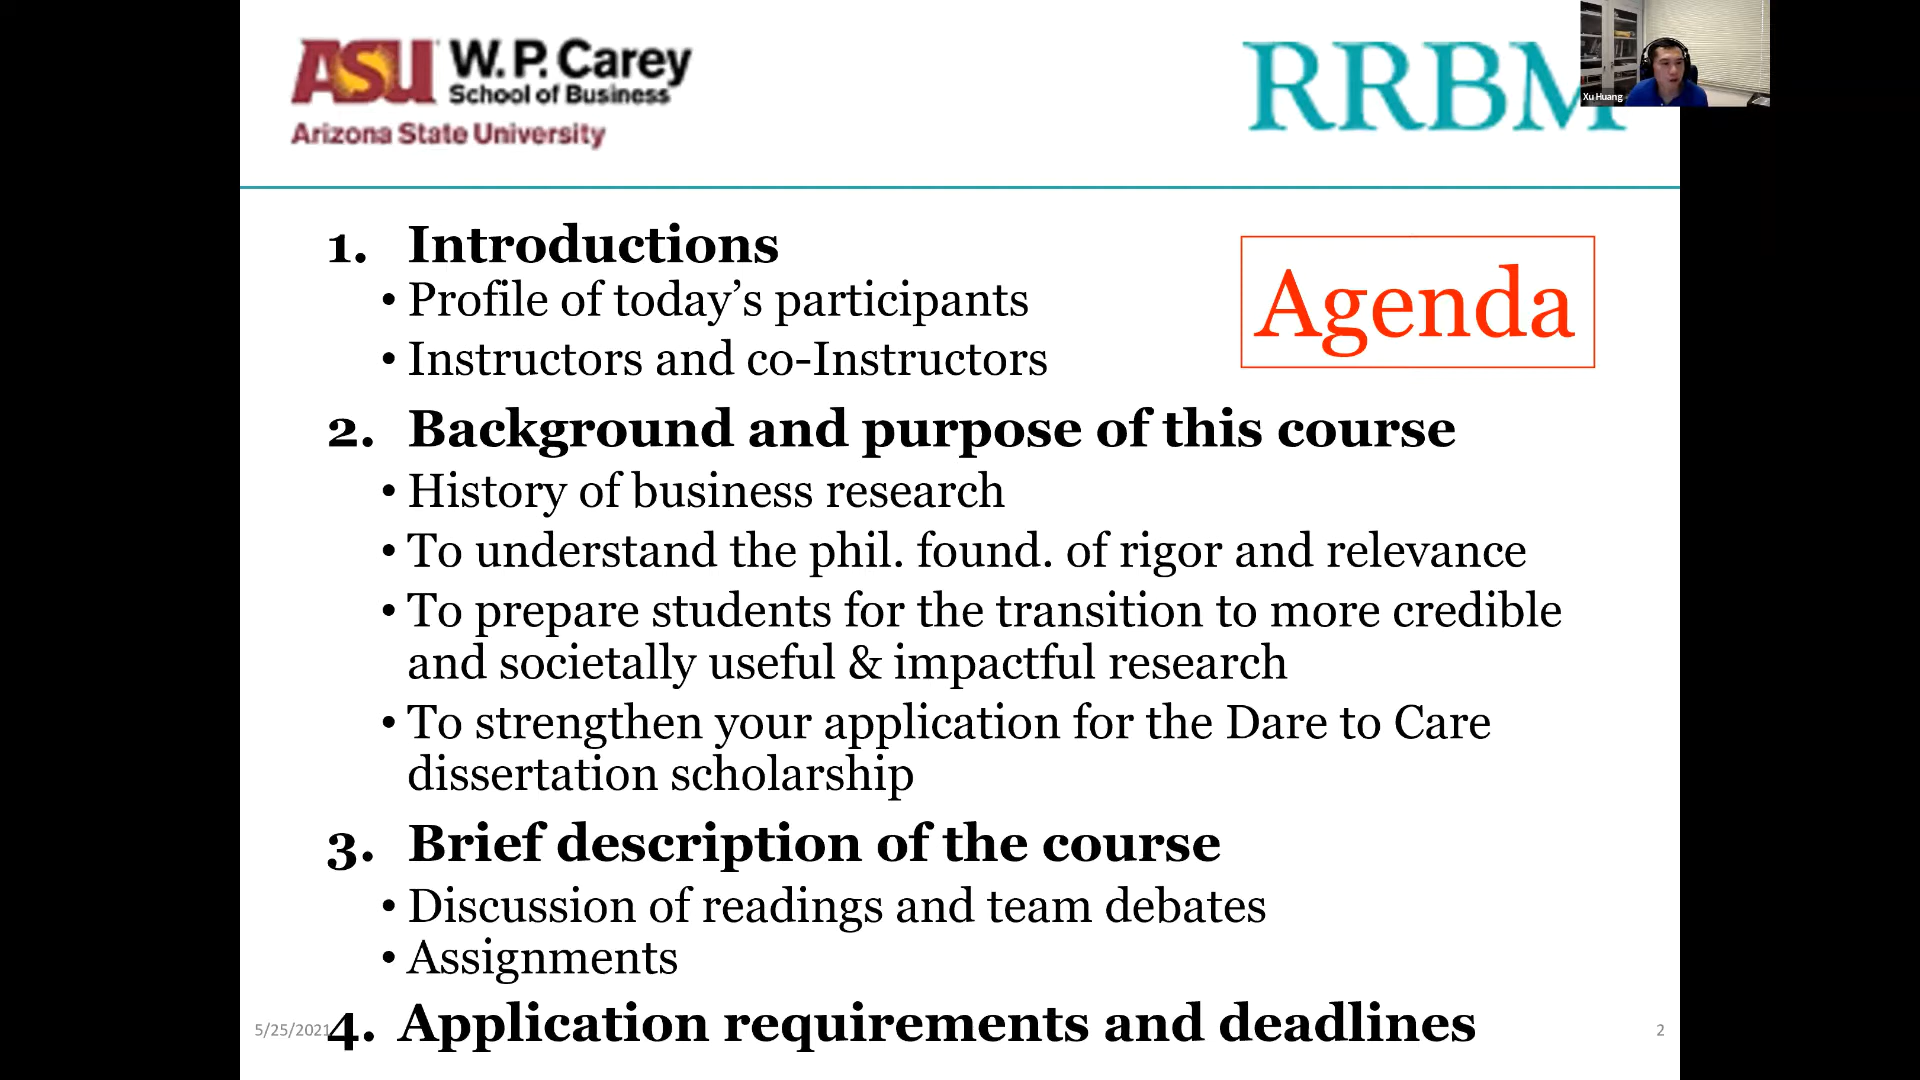 ASU W. P. Carey
School of Business
Arizona State University
RRBM
Xu Huang
Agenda
1. Introductions
• Profile of today’s participants
• Instructors and co-Instructors
2. Background and purpose of this course
• History of business research
• To understand the phil. found. of rigor and relevance
• To prepare students for the transition to more credible
and societally useful & impactful research
• To strengthen your application for the Dare to Care
dissertation scholarship
3. Brief description of the course
• Discussion of readings and team debates
• Assignments
4. Application requirements and deadlines
5/25/2021
2